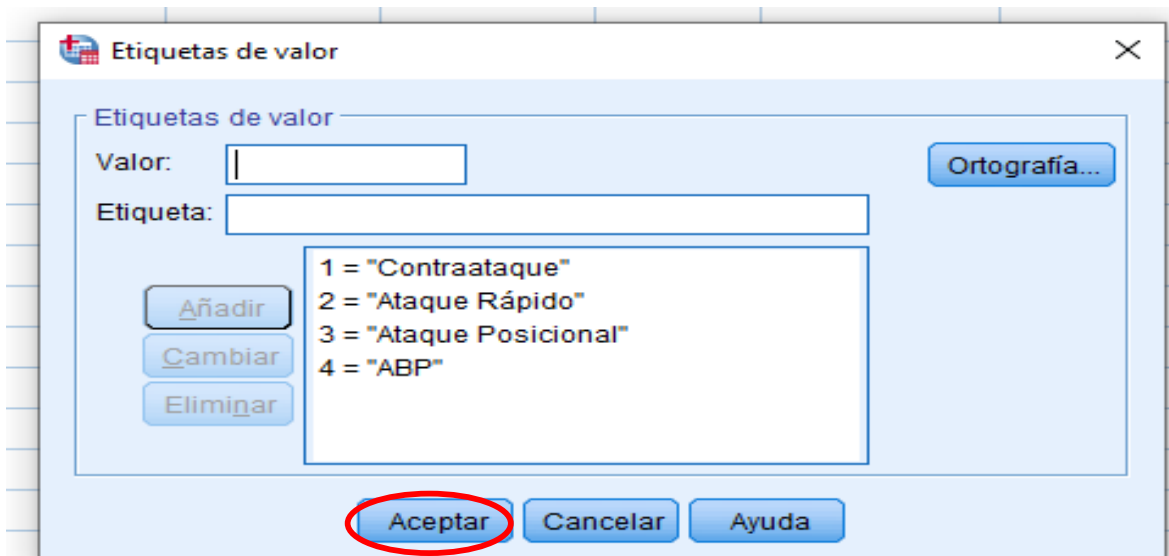 Etiquetas de valor
Etiquetas de valor
Valor:
Ortografía...
Etiqueta:
1 = "Contraataque"
2 = "Ataque Rápido"
3 = "Ataque Posicional"
4 = "ABP"
Añadir
Cambiar
Eliminar
Aceptar
Cancelar
Ayuda